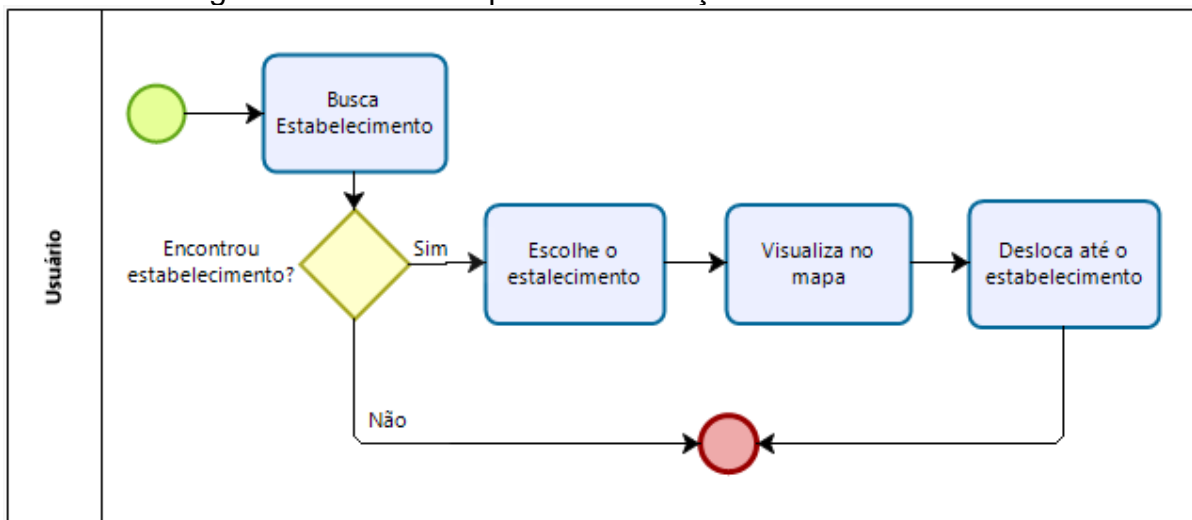 Busca
Estabelecimento
Usuário
Encontrou
estabelecimento?
Sim
Escolhe o
estalecimento
Visualiza no
mapa
Desloca até o
estabelecimento
Não